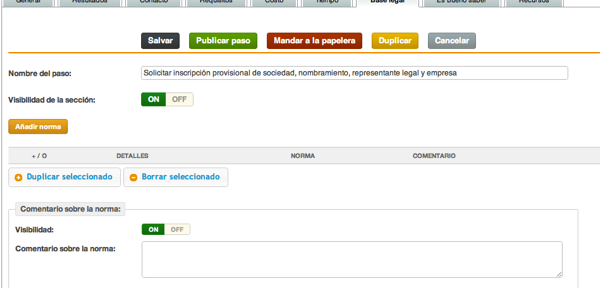 General Resultados Contacto Requisitos Costo Tiempo Base legal Es bueno saber Recursos
Salvar Publicar paso Mandar a la papelera Duplicar Cancelar
Nombre del paso: Solicitar inscripción provisional de sociedad, nombramiento, representante legal y empresa
Visibilidad de la sección: ON OFF
Añadir norma
+ / O DETALLES NORMA COMENTARIO
Duplicar seleccionado Borrar seleccionado
Comentario sobre la norma:
Visibilidad: ON OFF
Comentario sobre la norma: